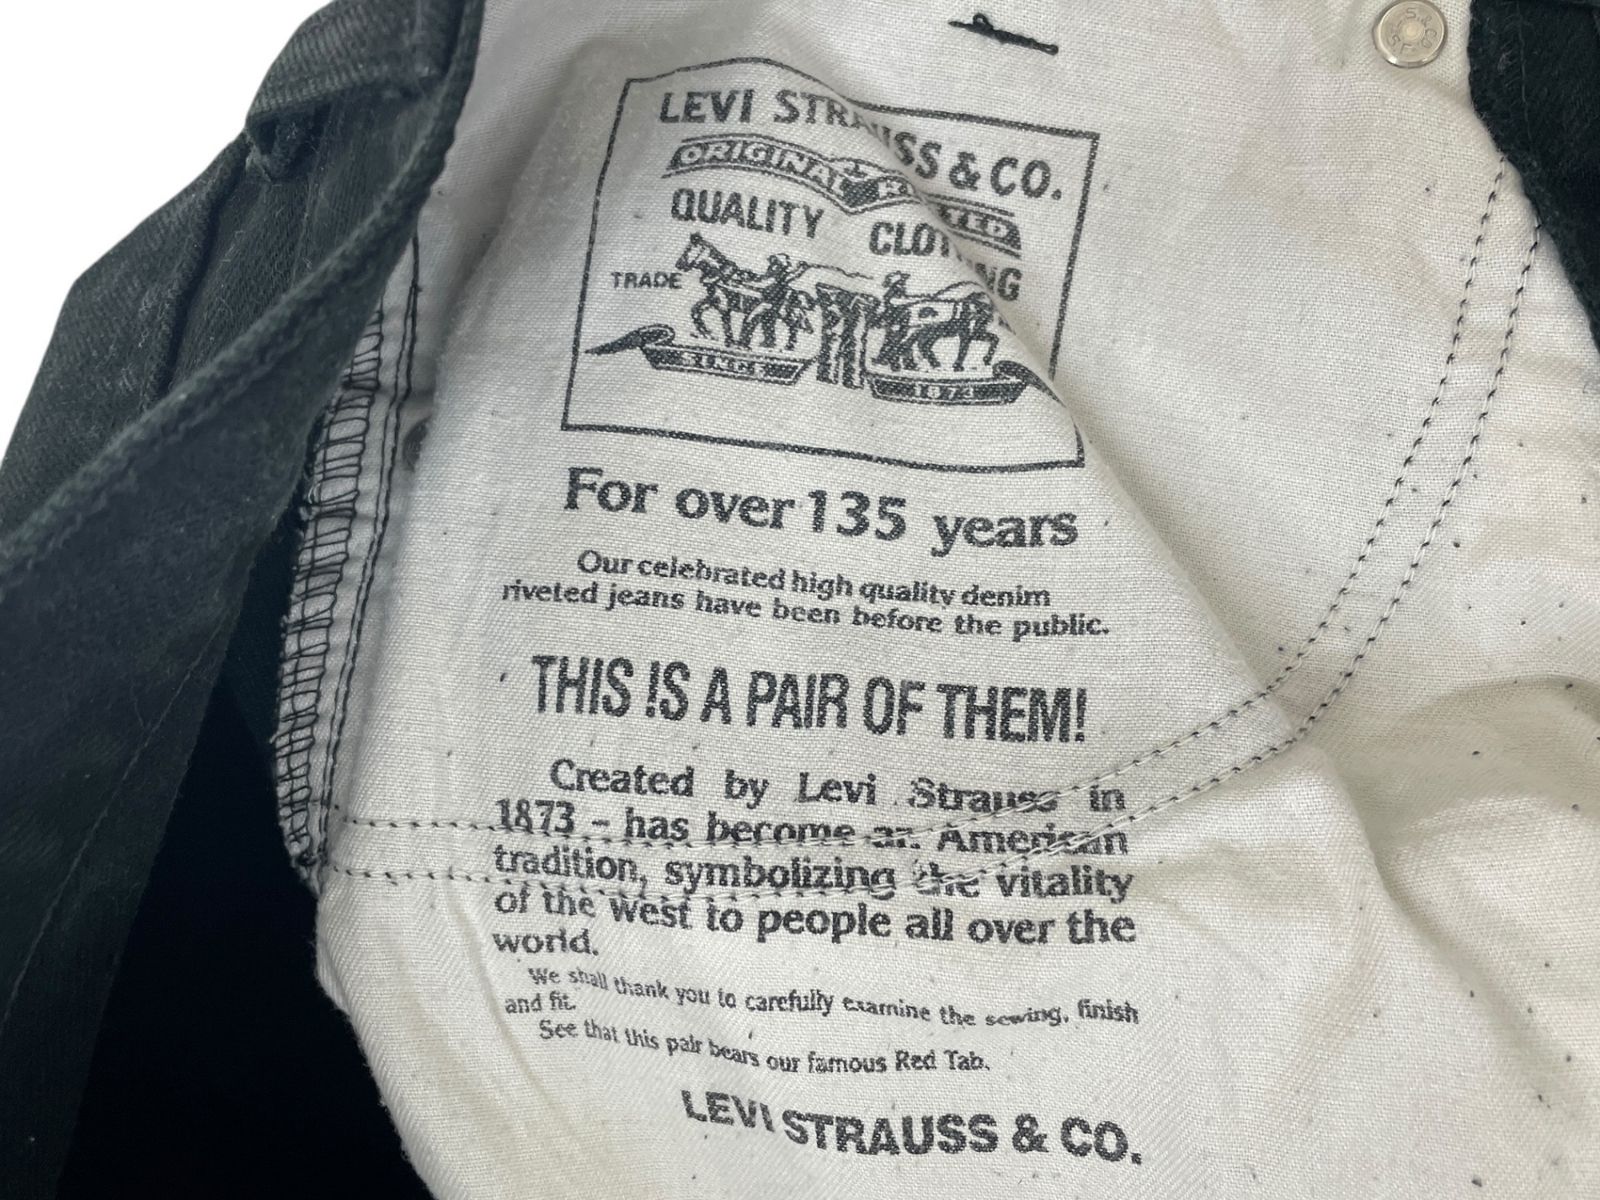 LEVI STRAUSS & CO.
ORIGINAL RIVETED
QUALITY CLOTHING
TRADE
SINCE 1873
For over 135 years
Our celebrated high quality denim
riveted jeans have been before the public.
THIS IS A PAIR OF THEM!
Created by Levi Strauss in
1873 – has become an American
tradition, symbolizing the vitality
of the West to people all over the
world.
We shall thank you to carefully examine the sewing, finish
and fit.
See that this pair bears our famous Red Tab.
LEVI STRAUSS & CO.